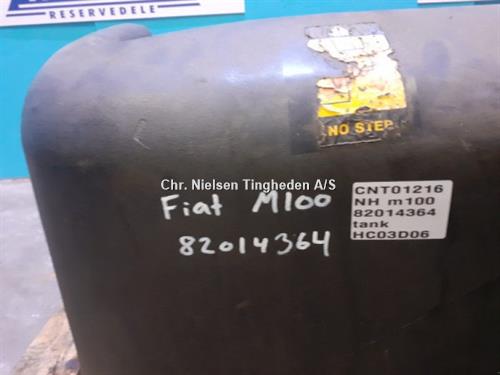 RESERVEDELE
NO STEP
Chr. Nielsen Tingheden A/S
Fiat M100
82014364
CNT01216
NH m100
82014364
tank
HC03D06